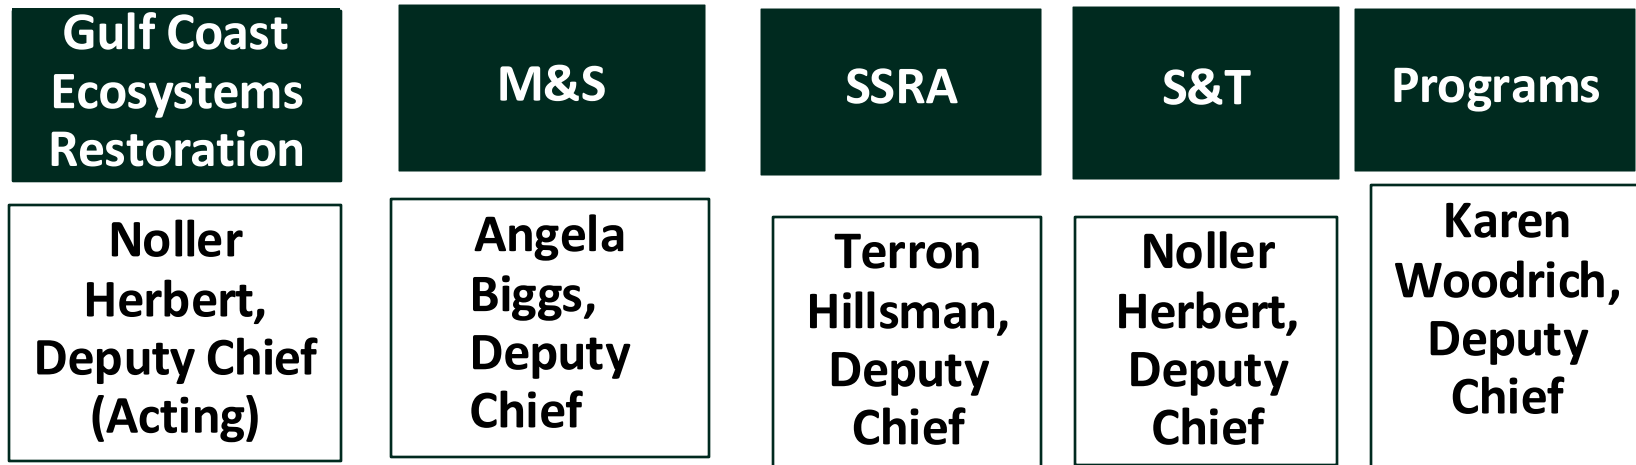 Gulf Coast
Ecosystems
Restoration
M&S
SSRA
S&T
Programs
Noller
Herbert,
Deputy Chief
(Acting)
Angela
Biggs,
Deputy
Chief
Terron
Hillsman,
Deputy
Chief
Noller
Herbert,
Deputy
Chief
Karen
Woodrich,
Deputy
Chief